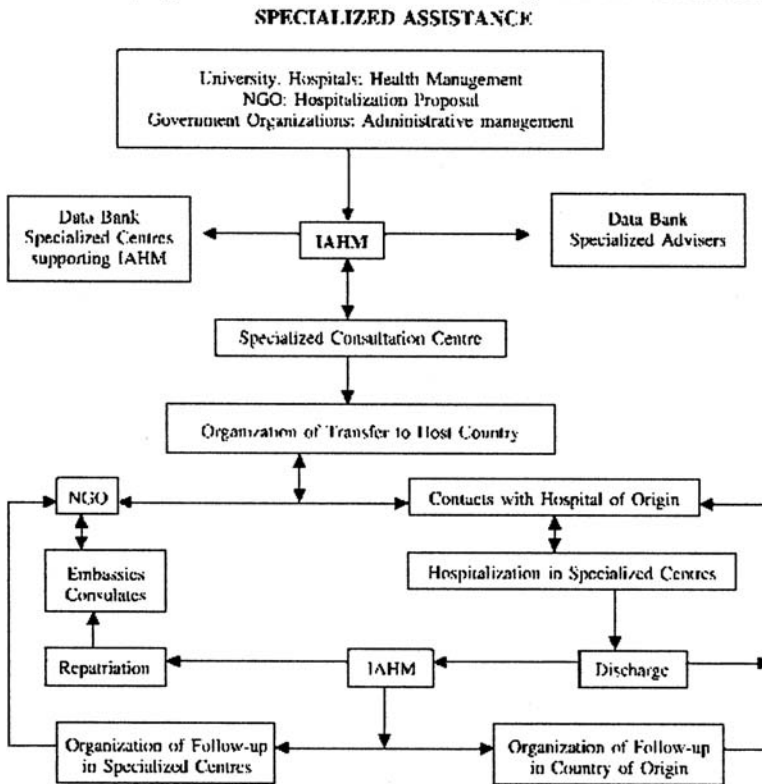 SPECIALIZED ASSISTANCE
University, Hospitals: Health Management
NGO: Hospitalization Proposal
Government Organizations: Administrative management
Data Bank
Specialized Centres
supporting IAHM
IAHM
Data Bank
Specialized Advisers
Specialized Consultation Centre
Organization of Transfer to Host Country
NGO
Contacts with Hospital of Origin
Embassies
Consulates
Hospitalization in Specialized Centres
Repatriation
IAHM
Discharge
Organization of Follow-up
in Specialized Centres
Organization of Follow-up
in Country of Origin